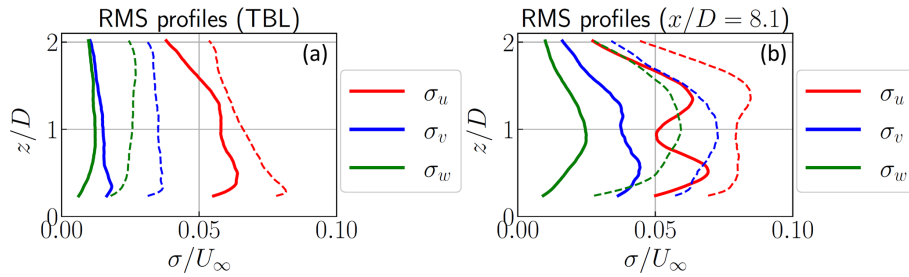 RMS profiles (TBL)
2
(a)
z/D
1
0
0.00
0.05
0.10
σ/U∞
σu
σv
σw
RMS profiles (x/D = 8.1)
2
(b)
z/D
1
0
0.00
0.05
0.10
σ/U∞
σu
σv
σw